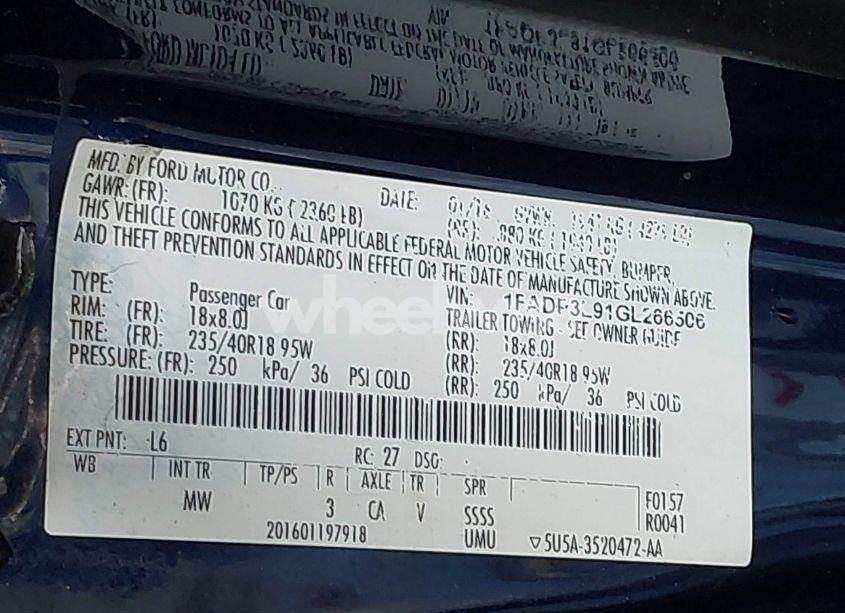 MFD. BY FORD MOTOR CO.
DATE: 01/16
GAWR: (FR): 1070 KG ( 2360 LB)
THIS VEHICLE CONFORMS TO ALL APPLICABLE FEDERAL MOTOR VEHICLE SAFETY, BUMPER,
AND THEFT PREVENTION STANDARDS IN EFFECT ON THE DATE OF MANUFACTURE SHOWN ABOVE.
VIN:
TYPE: Passenger Car
TRAILER TOWING - SEE OWNER GUIDE
RIM: (FR): 18x8.0J (RR): 18x8.0J
TIRE: (FR): 235/40R18 95W (RR): 235/40R18 95W
PRESSURE: (FR): 250 kPa/ 36 PSI COLD (RR): 250 kPa/ 36 PSI COLD
EXT PNT: L6 RC: 27 DSO:
WB INT TR TP/PS R AXLE TR SPR
F0157
MW 3 CA V SSSS R0041
201601197918 UMU ▽5U5A-3520472-AA